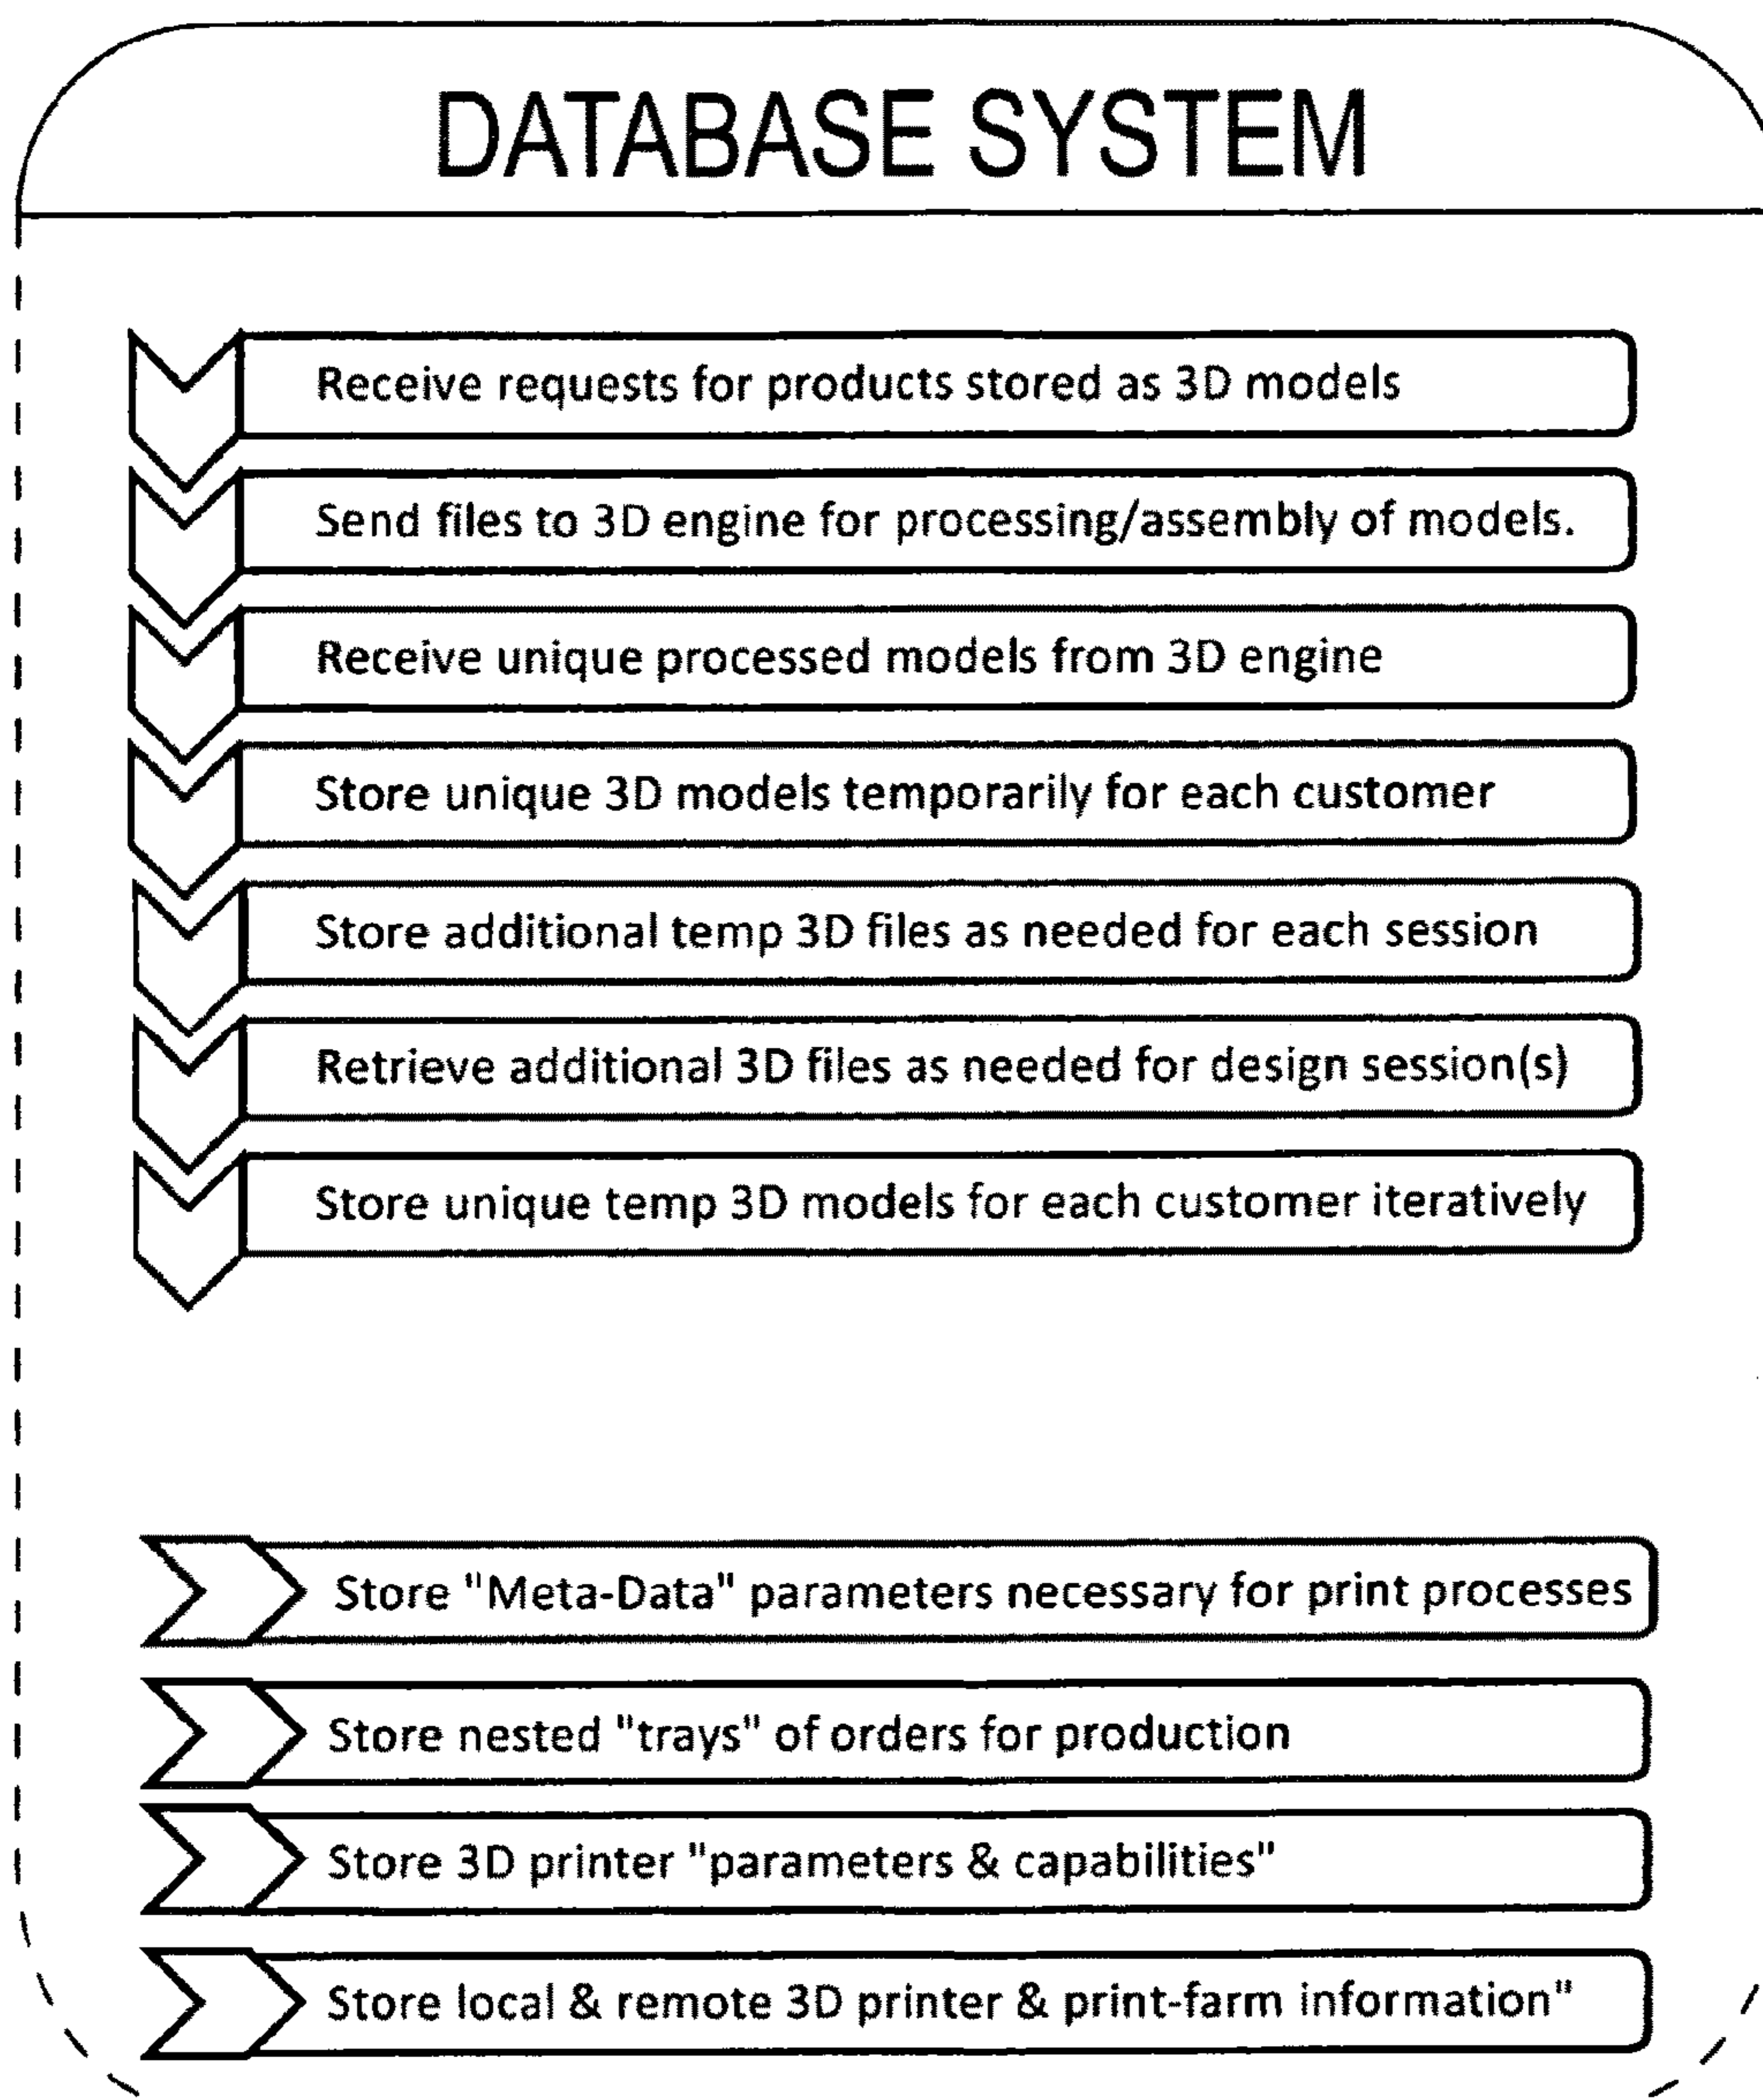 DATABASE SYSTEM
Receive requests for products stored as 3D models
Send files to 3D engine for processing/assembly of models.
Receive unique processed models from 3D engine
Store unique 3D models temporarily for each customer
Store additional temp 3D files as needed for each session
Retrieve additional 3D files as needed for design session(s)
Store unique temp 3D models for each customer iteratively
Store "Meta-Data" parameters necessary for print processes
Store nested "trays" of orders for production
Store 3D printer "parameters & capabilities"
Store local & remote 3D printer & print-farm information"